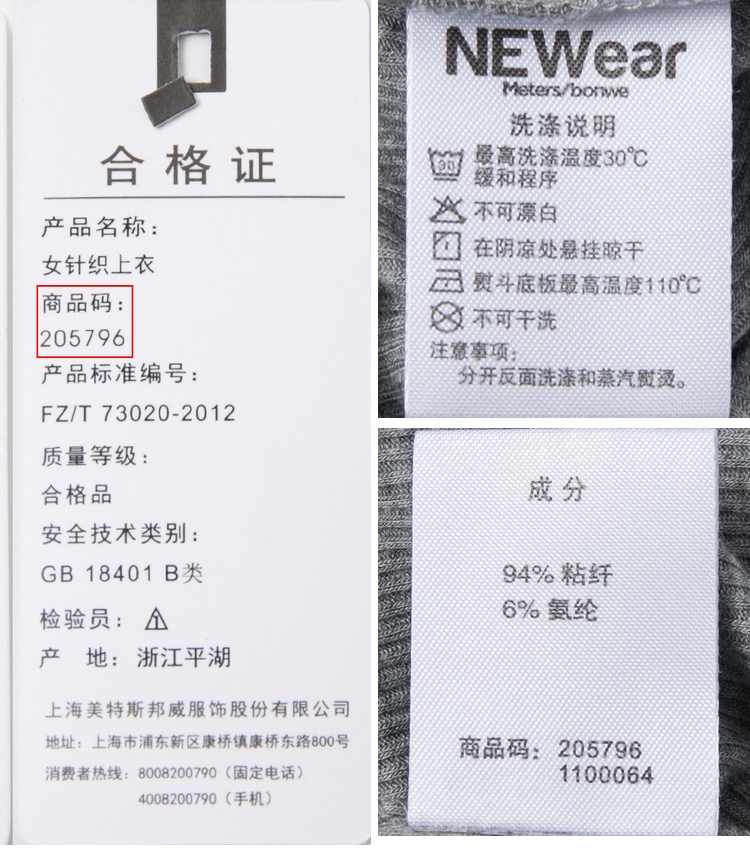 合格证
产品名称：
女针织上衣
商品码：
205796
产品标准编号：
FZ/T 73020-2012
质量等级：
合格品
安全技术类别：
GB 18401 B类
检验员： 1
产 地： 浙江平湖
上海美特斯邦威服饰股份有限公司
地址：上海市浦东新区康桥镇康桥东路800号
消费者热线：8008200790（固定电话）
4008200790（手机）
NEWear
Meters/bonwe
洗涤说明
30 最高洗涤温度30℃
缓和程序
不可漂白
在阴凉处悬挂晾干
熨斗底板最高温度110℃
不可干洗
注意事项：
分开反面洗涤和蒸汽熨烫。
成分
94% 粘纤
6% 氨纶
商品码： 205796
1100064